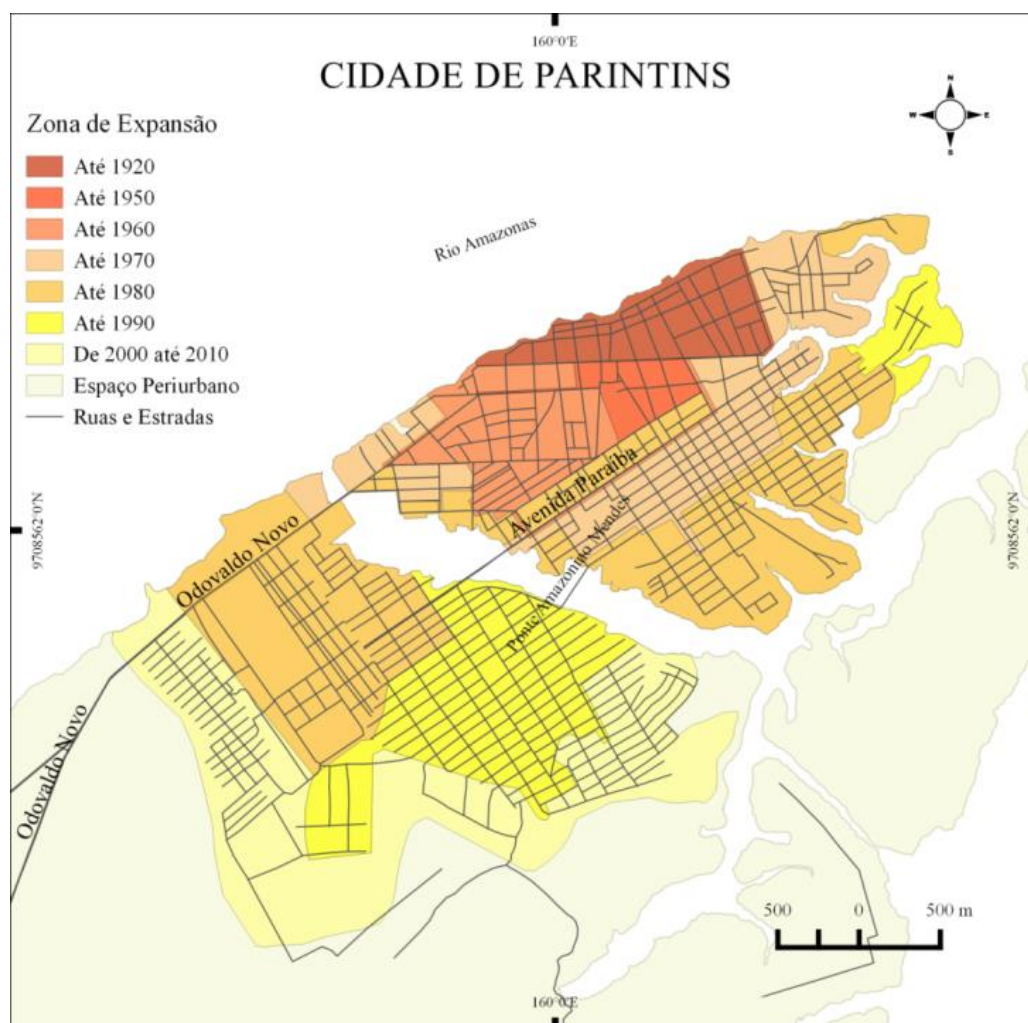 160°0'E
CIDADE DE PARINTINS
N
W
E
S
Zona de Expansão
Até 1920
Até 1950
Até 1960
Até 1970
Até 1980
Até 1990
De 2000 até 2010
Espaço Periurbano
Ruas e Estradas
Rio Amazonas
Avenida Paraíba
Ponte Amazonino Mendes
Odovaldo Novo
Odovaldo Novo
9708562°0'N
9708562°0'N
500 0 500 m
160°0'E